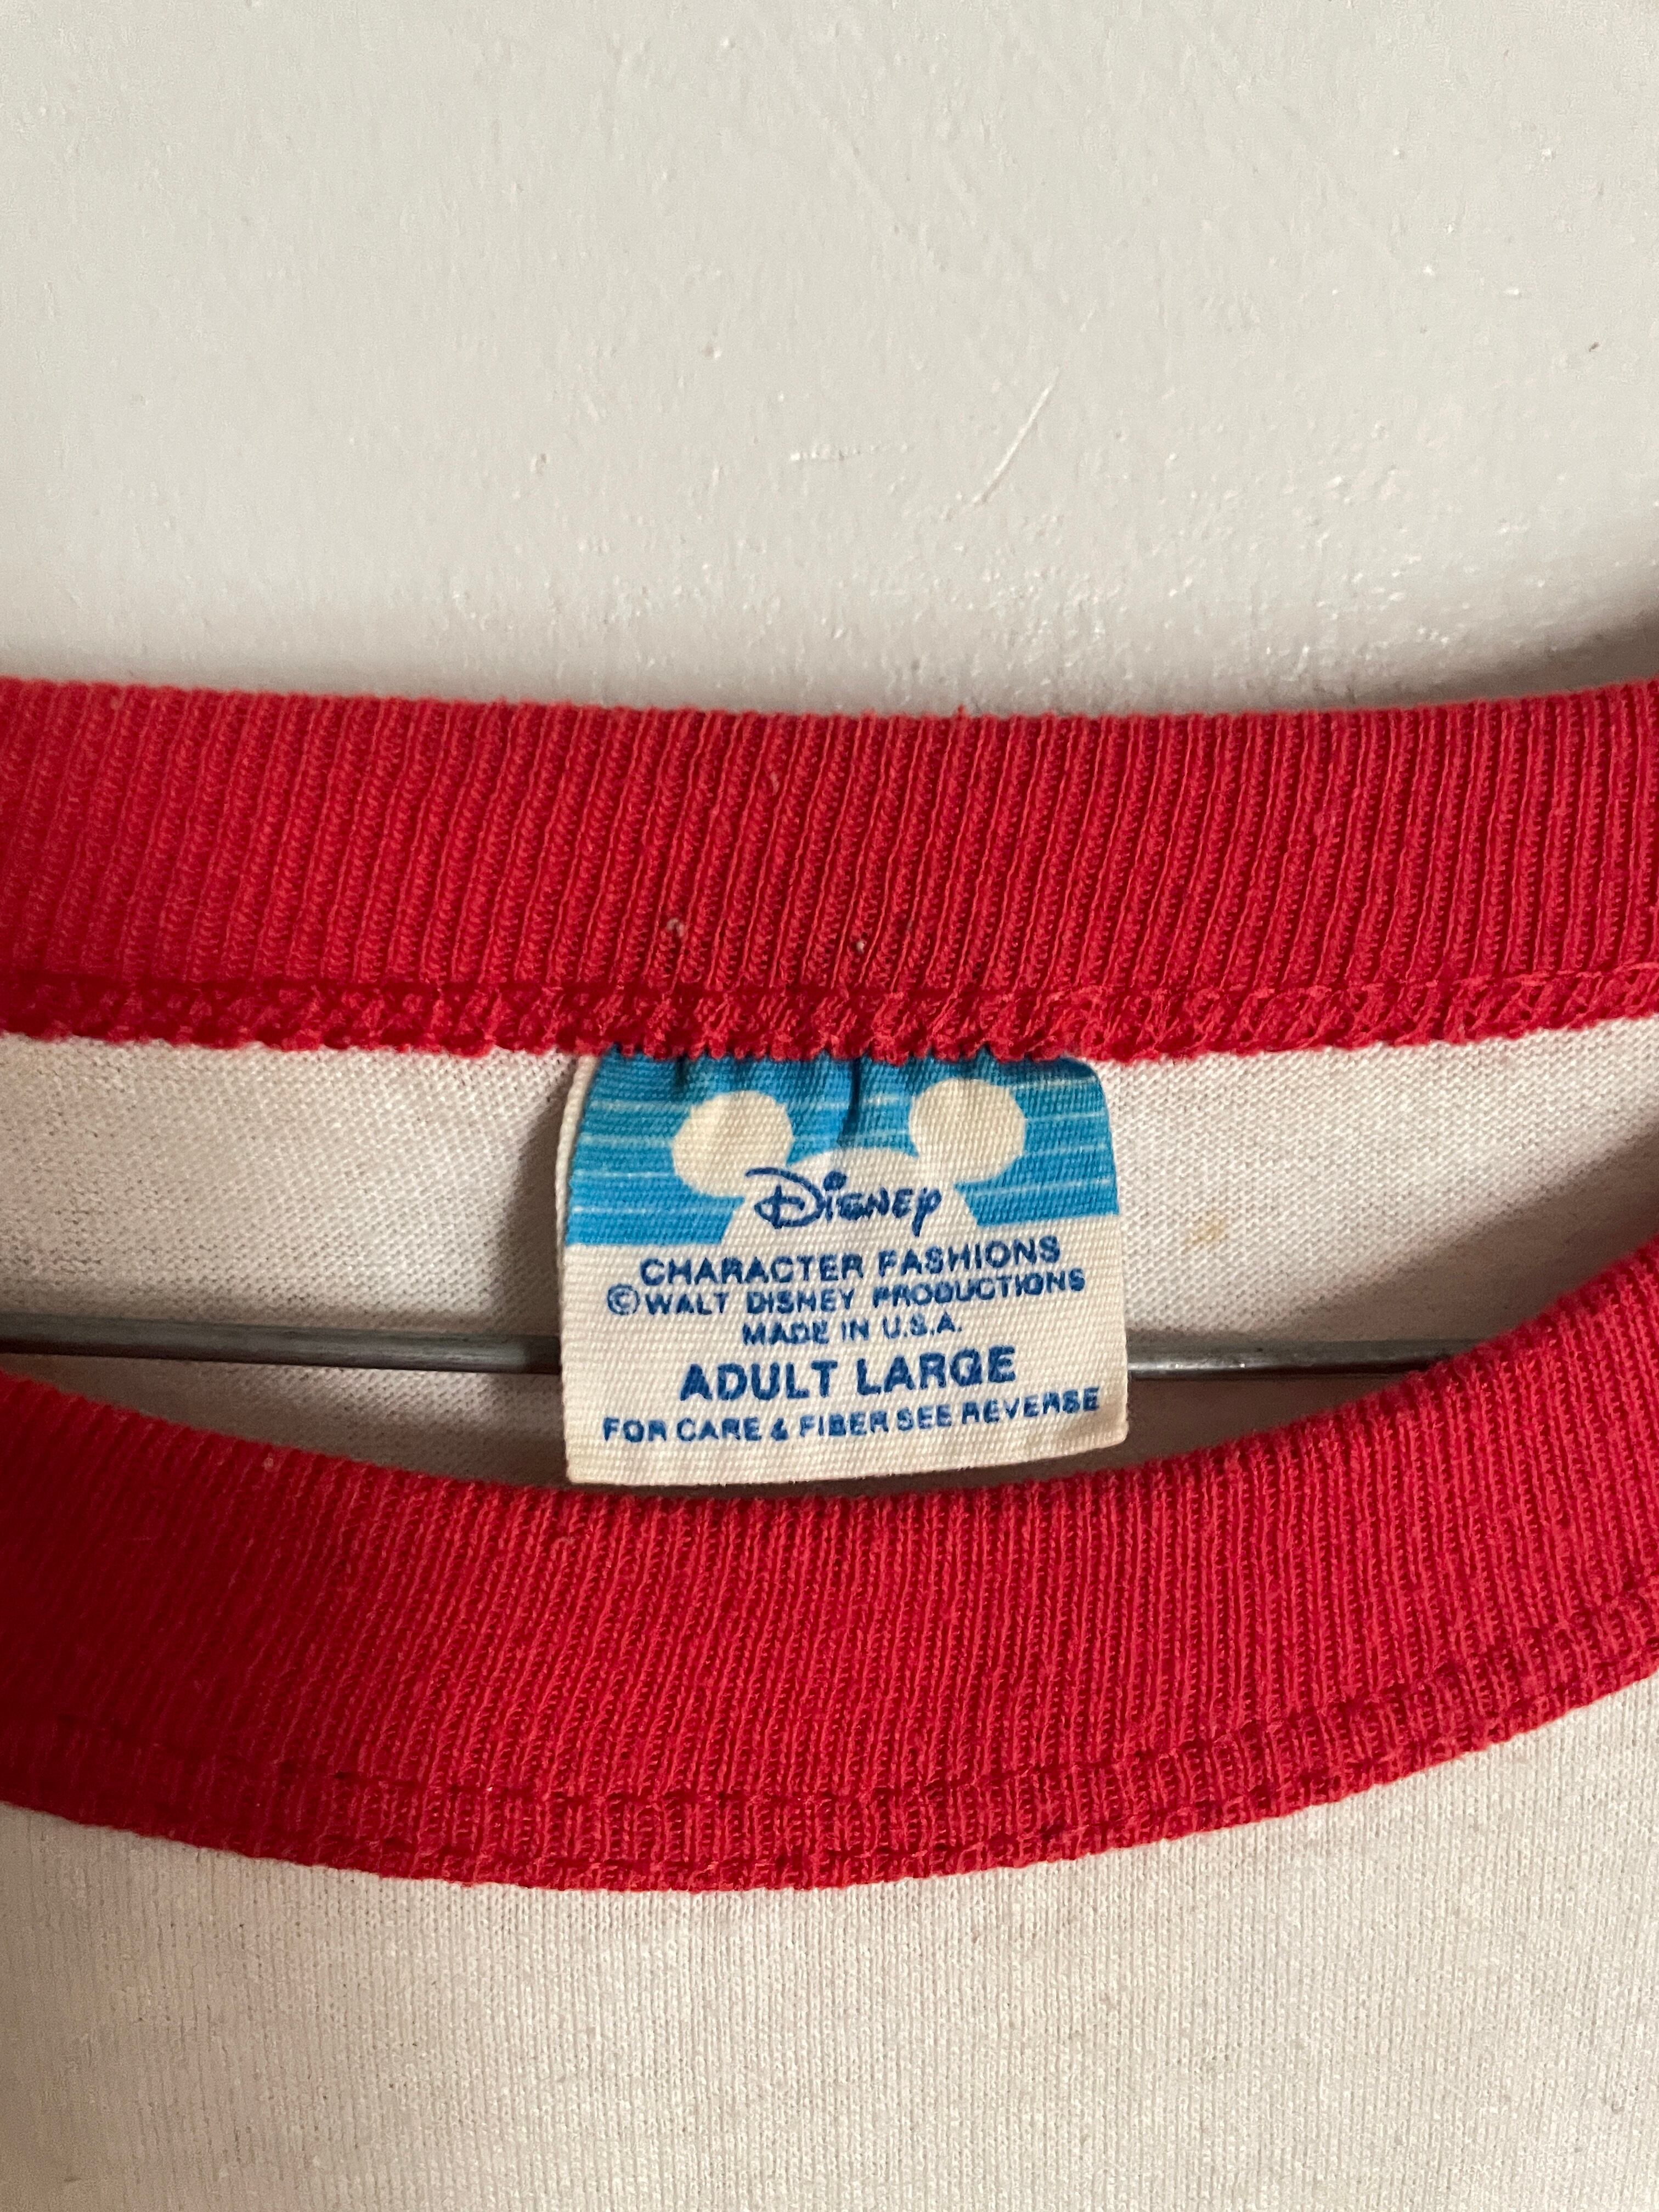 Disney
CHARACTER FASHIONS
©WALT DISNEY PRODUCTIONS
MADE IN U.S.A.
ADULT LARGE
FOR CARE & FIBER SEE REVERSE